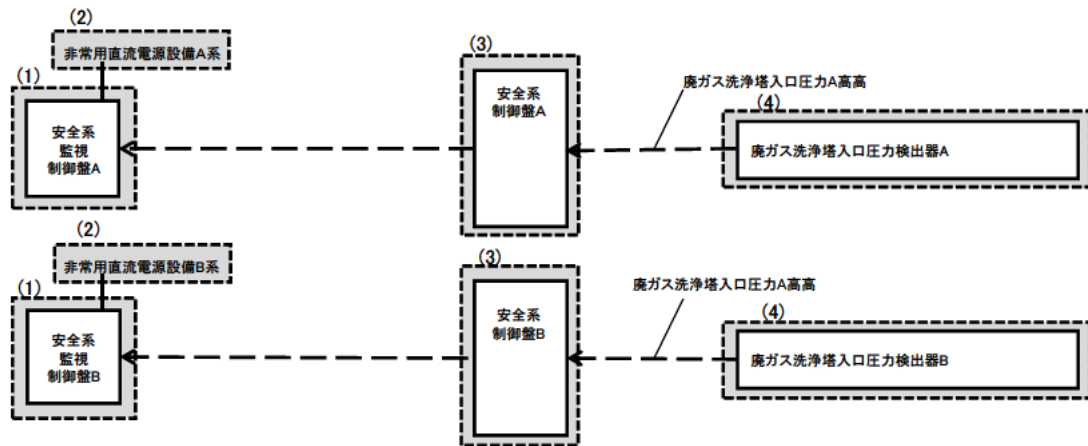 (2)
非常用直流電源設備A系
(1)
安全系
監視
制御盤A
(3)
安全系
制御盤A
廃ガス洗浄塔入口圧力A高高
(4)
廃ガス洗浄塔入口圧力検出器A
(2)
非常用直流電源設備B系
(1)
安全系
監視
制御盤B
(3)
安全系
制御盤B
廃ガス洗浄塔入口圧力A高高
(4)
廃ガス洗浄塔入口圧力検出器B